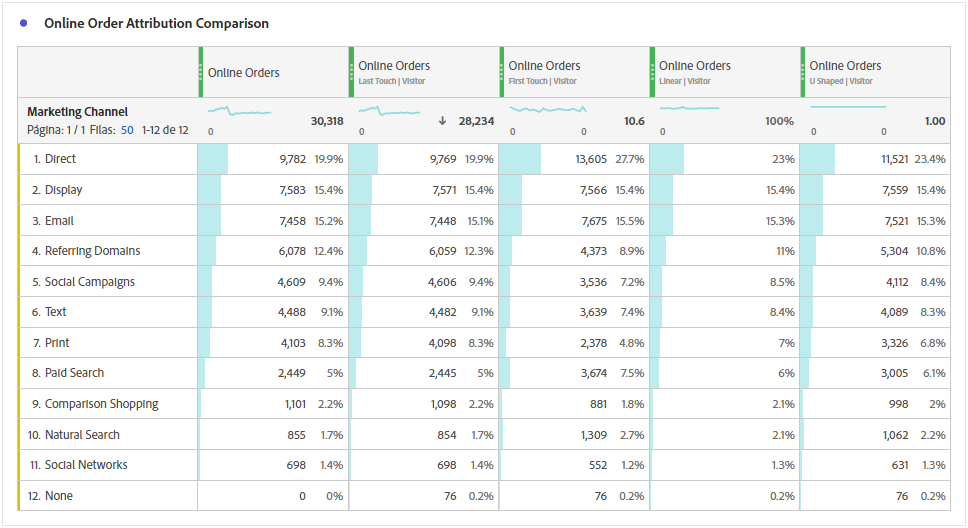 Online Order Attribution Comparison
Online Orders
Online Orders
Last Touch | Visitor
Online Orders
First Touch | Visitor
Online Orders
Linear | Visitor
Online Orders
U Shaped | Visitor
Marketing Channel
Página: 1 / 1 Filas: 50 1-12 de 12
0 30,318
0 ↓ 28,234
0 0 10.6
0 100%
0 0 1.00
1. Direct 9,782 19.9% 9,769 19.9% 13,605 27.7% 23% 11,521 23.4%
2. Display 7,583 15.4% 7,571 15.4% 7,566 15.4% 15.4% 7,559 15.4%
3. Email 7,458 15.2% 7,448 15.1% 7,675 15.5% 15.3% 7,521 15.3%
4. Referring Domains 6,078 12.4% 6,059 12.3% 4,373 8.9% 11% 5,304 10.8%
5. Social Campaigns 4,609 9.4% 4,606 9.4% 3,536 7.2% 8.5% 4,112 8.4%
6. Text 4,488 9.1% 4,482 9.1% 3,639 7.4% 8.4% 4,089 8.3%
7. Print 4,103 8.3% 4,098 8.3% 2,378 4.8% 7% 3,326 6.8%
8. Paid Search 2,449 5% 2,445 5% 3,674 7.5% 6% 3,005 6.1%
9. Comparison Shopping 1,101 2.2% 1,098 2.2% 881 1.8% 2.1% 998 2%
10. Natural Search 855 1.7% 854 1.7% 1,309 2.7% 2.1% 1,062 2.2%
11. Social Networks 698 1.4% 698 1.4% 552 1.2% 1.3% 631 1.3%
12. None 0 0% 76 0.2% 76 0.2% 0.2% 76 0.2%